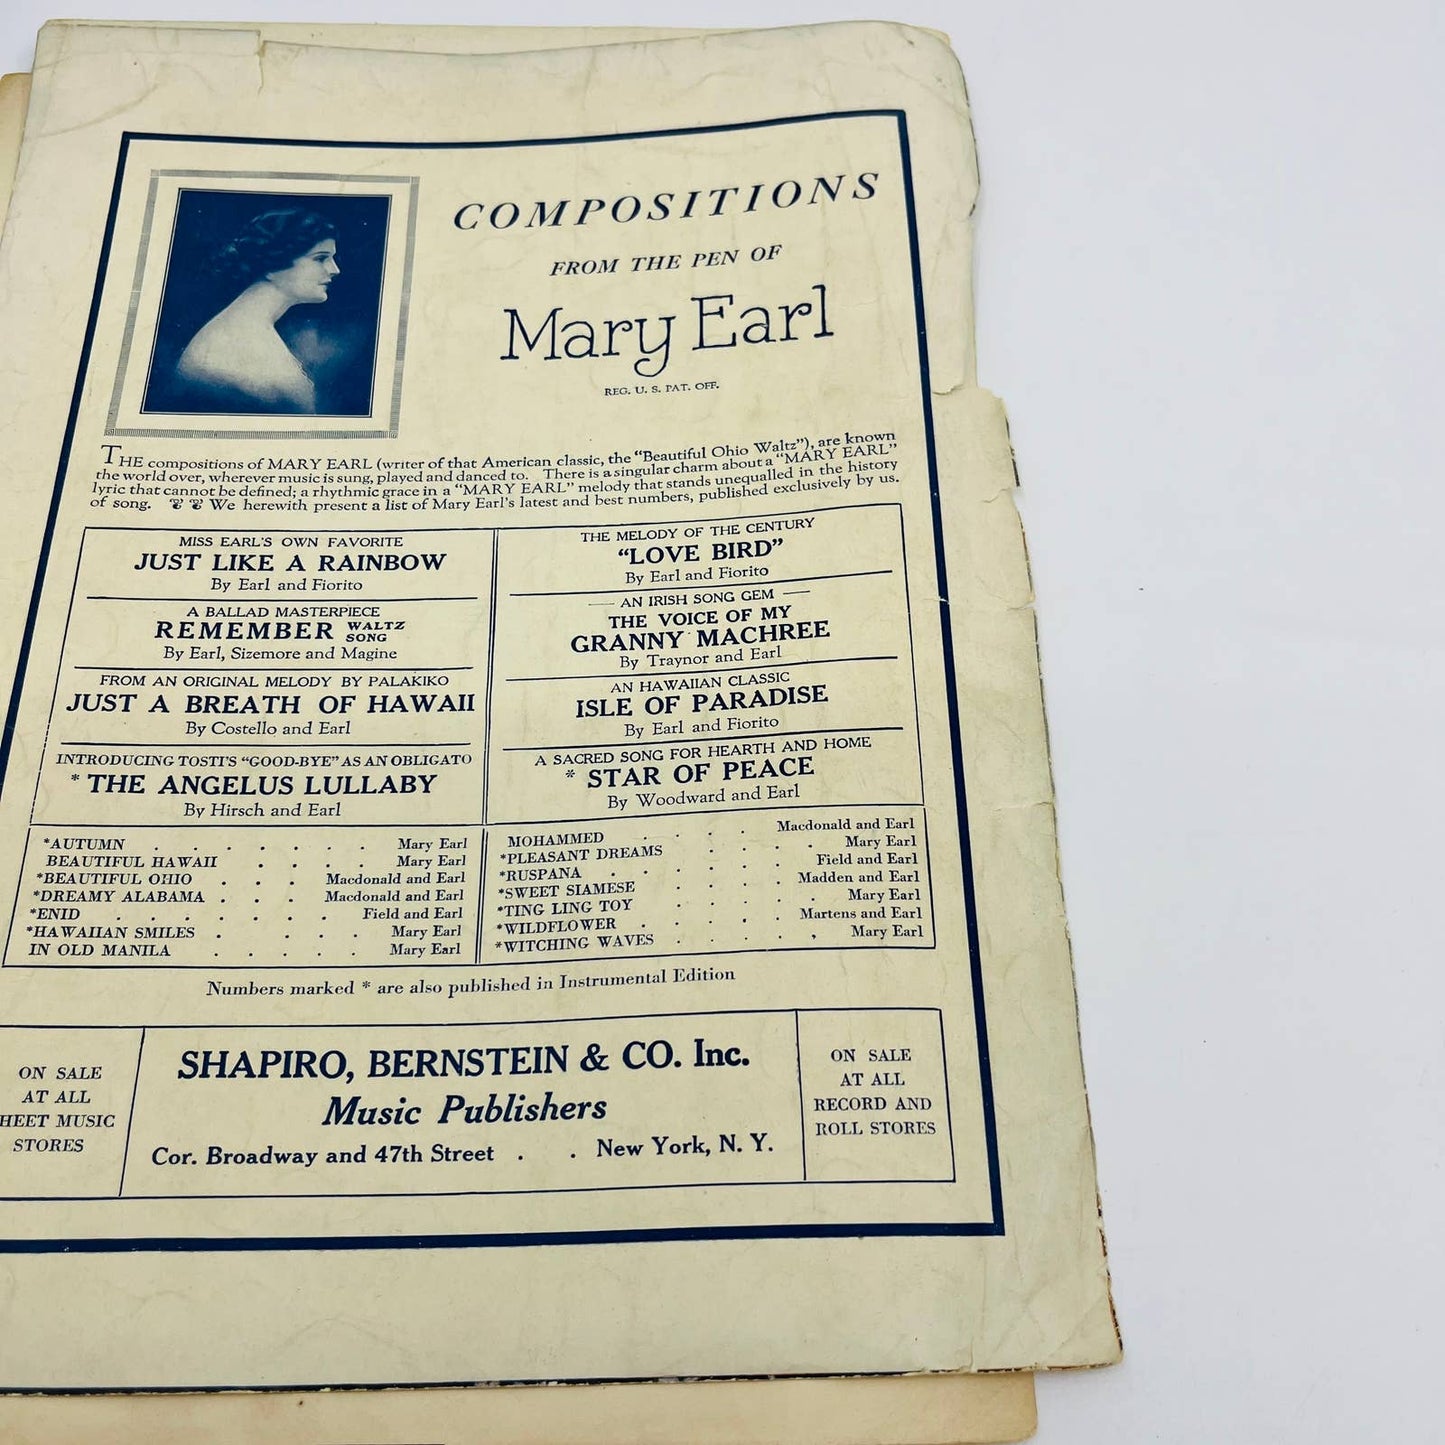 COMPOSITIONS
FROM THE PEN OF
Mary Earl
REG. U. S. PAT. OFF.
THE compositions of MARY EARL (writer of that American classic, the "Beautiful Ohio Waltz"), are known
the world over, wherever music is sung, played and danced to. There is a singular charm about a "MARY EARL"
lyric that cannot be defined; a rhythmic grace in a "MARY EARL" melody that stands unequalled in the history
of song. We herewith present a list of Mary Earl's latest and best numbers, published exclusively by us.
MISS EARL'S OWN FAVORITE
JUST LIKE A RAINBOW
By Earl and Fiorito
A BALLAD MASTERPIECE
REMEMBER WALTZ SONG
By Earl, Sizemore and Magine
FROM AN ORIGINAL MELODY BY PALAKIKO
JUST A BREATH OF HAWAII
By Costello and Earl
INTRODUCING TOSTI'S "GOOD-BYE" AS AN OBLIGATO
* THE ANGELUS LULLABY
By Hirsch and Earl
THE MELODY OF THE CENTURY
"LOVE BIRD"
By Earl and Fiorito
AN IRISH SONG GEM
THE VOICE OF MY
GRANNY MACHREE
By Traynor and Earl
AN HAWAIIAN CLASSIC
ISLE OF PARADISE
By Earl and Fiorito
A SACRED SONG FOR HEARTH AND HOME
* STAR OF PEACE
By Woodward and Earl
*AUTUMN . . . . . . . Mary Earl
BEAUTIFUL HAWAII . . . . Mary Earl
*BEAUTIFUL OHIO . . . Macdonald and Earl
*DREAMY ALABAMA . . . Macdonald and Earl
*ENID . . . . . . . Field and Earl
*HAWAIIAN SMILES . . . . Mary Earl
IN OLD MANILA . . . . . Mary Earl
MOHAMMED . . . . Macdonald and Earl
*PLEASANT DREAMS . . . . Mary Earl
*RUSPANA . . . . . . Field and Earl
*SWEET SIAMESE . . . . Madden and Earl
*TING LING TOY . . . . . Mary Earl
*WILDFLOWER . . . . . Martens and Earl
*WITCHING WAVES . . . . . Mary Earl
Numbers marked * are also published in Instrumental Edition
ON SALE
AT ALL
HEET MUSIC
STORES
SHAPIRO, BERNSTEIN & CO. Inc.
Music Publishers
Cor. Broadway and 47th Street . . New York, N. Y.
ON SALE
AT ALL
RECORD AND
ROLL STORES